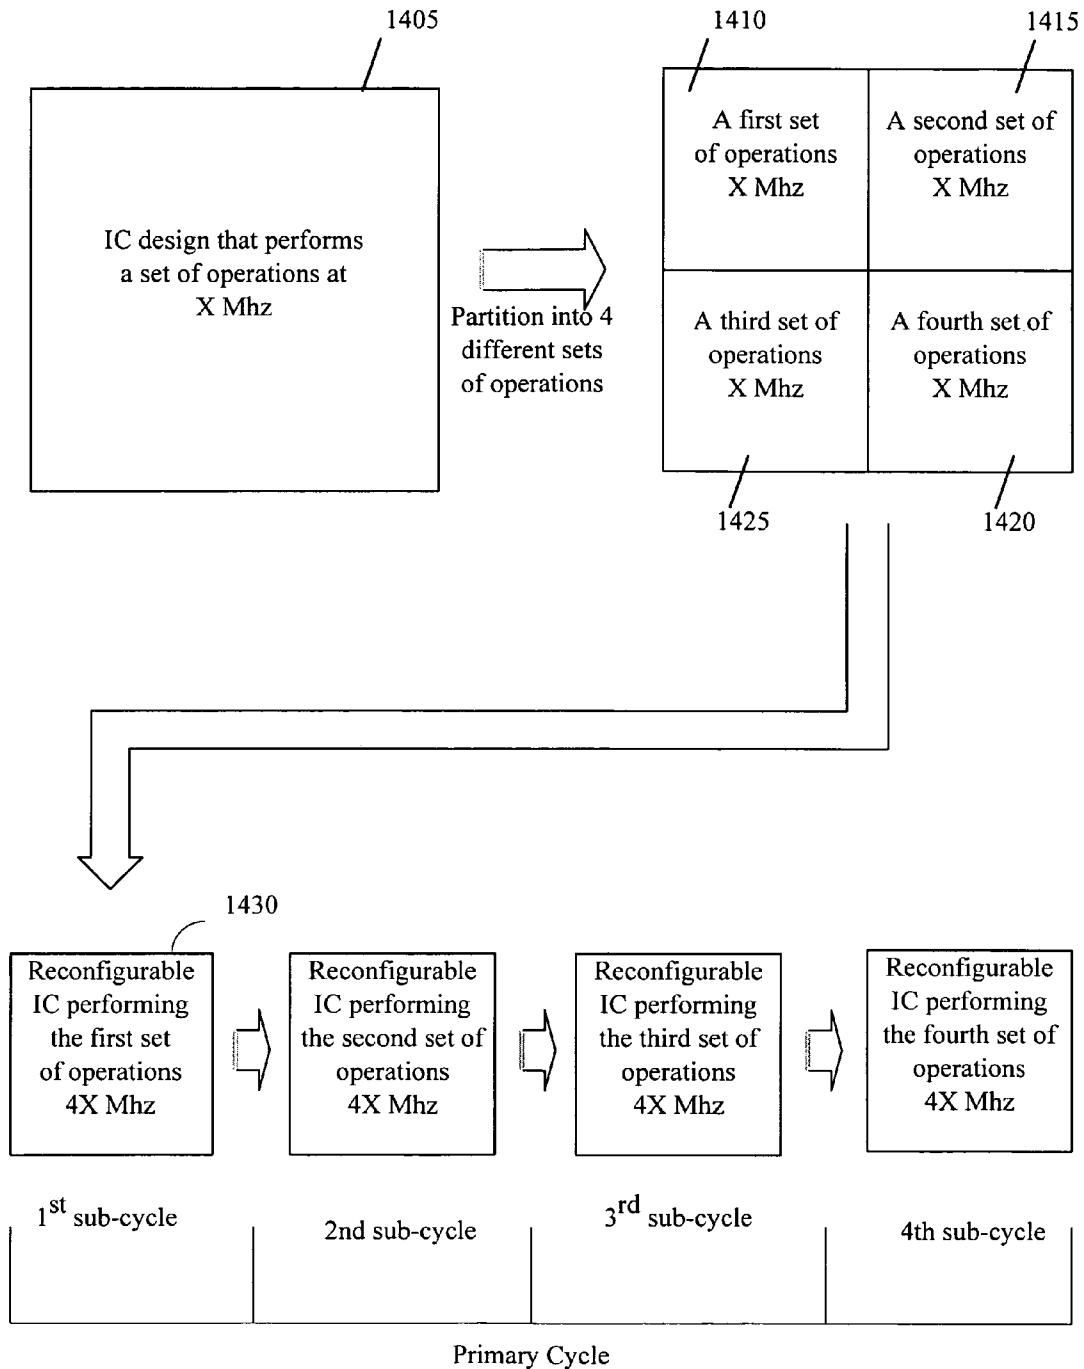 1405
1410
1415
IC design that performs
a set of operations at
X Mhz
Partition into 4
different sets
of operations
A first set
of operations
X Mhz
A second set of
operations
X Mhz
A third set of
operations
X Mhz
A fourth set of
operations
X Mhz
1425
1420
1430
Reconfigurable
IC performing
the first set
of operations
4X Mhz
Reconfigurable
IC performing
the second set of
operations
4X Mhz
Reconfigurable
IC performing
the third set of
operations
4X Mhz
Reconfigurable
IC performing
the fourth set of
operations
4X Mhz
1st sub-cycle
2nd sub-cycle
3rd sub-cycle
4th sub-cycle
Primary Cycle